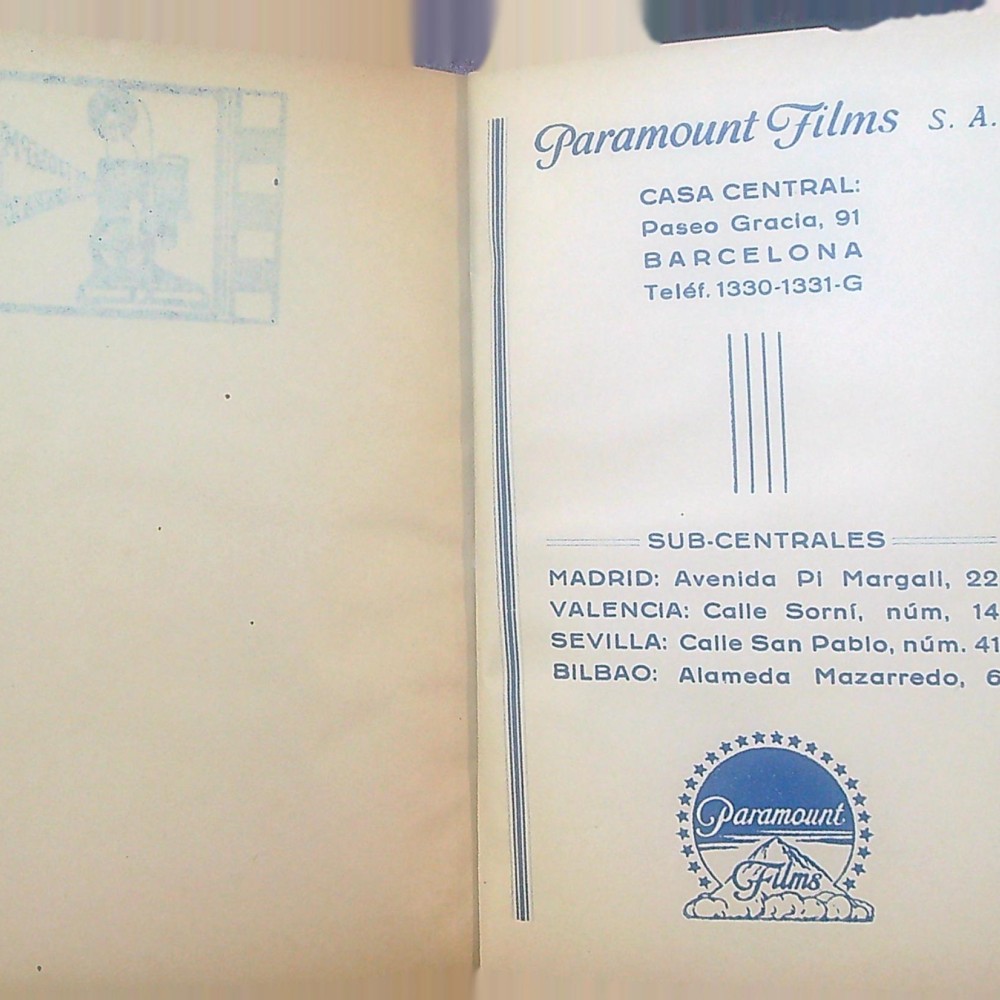 Paramount Films S. A.
CASA CENTRAL:
Paseo Gracia, 91
BARCELONA
Teléf. 1330-1331-G
SUB-CENTRALES
MADRID: Avenida Pi Margall, 22
VALENCIA: Calle Sorní, núm, 14
SEVILLA: Calle San Pablo, núm. 41
BILBAO: Alameda Mazarredo, 6
Paramount
Films